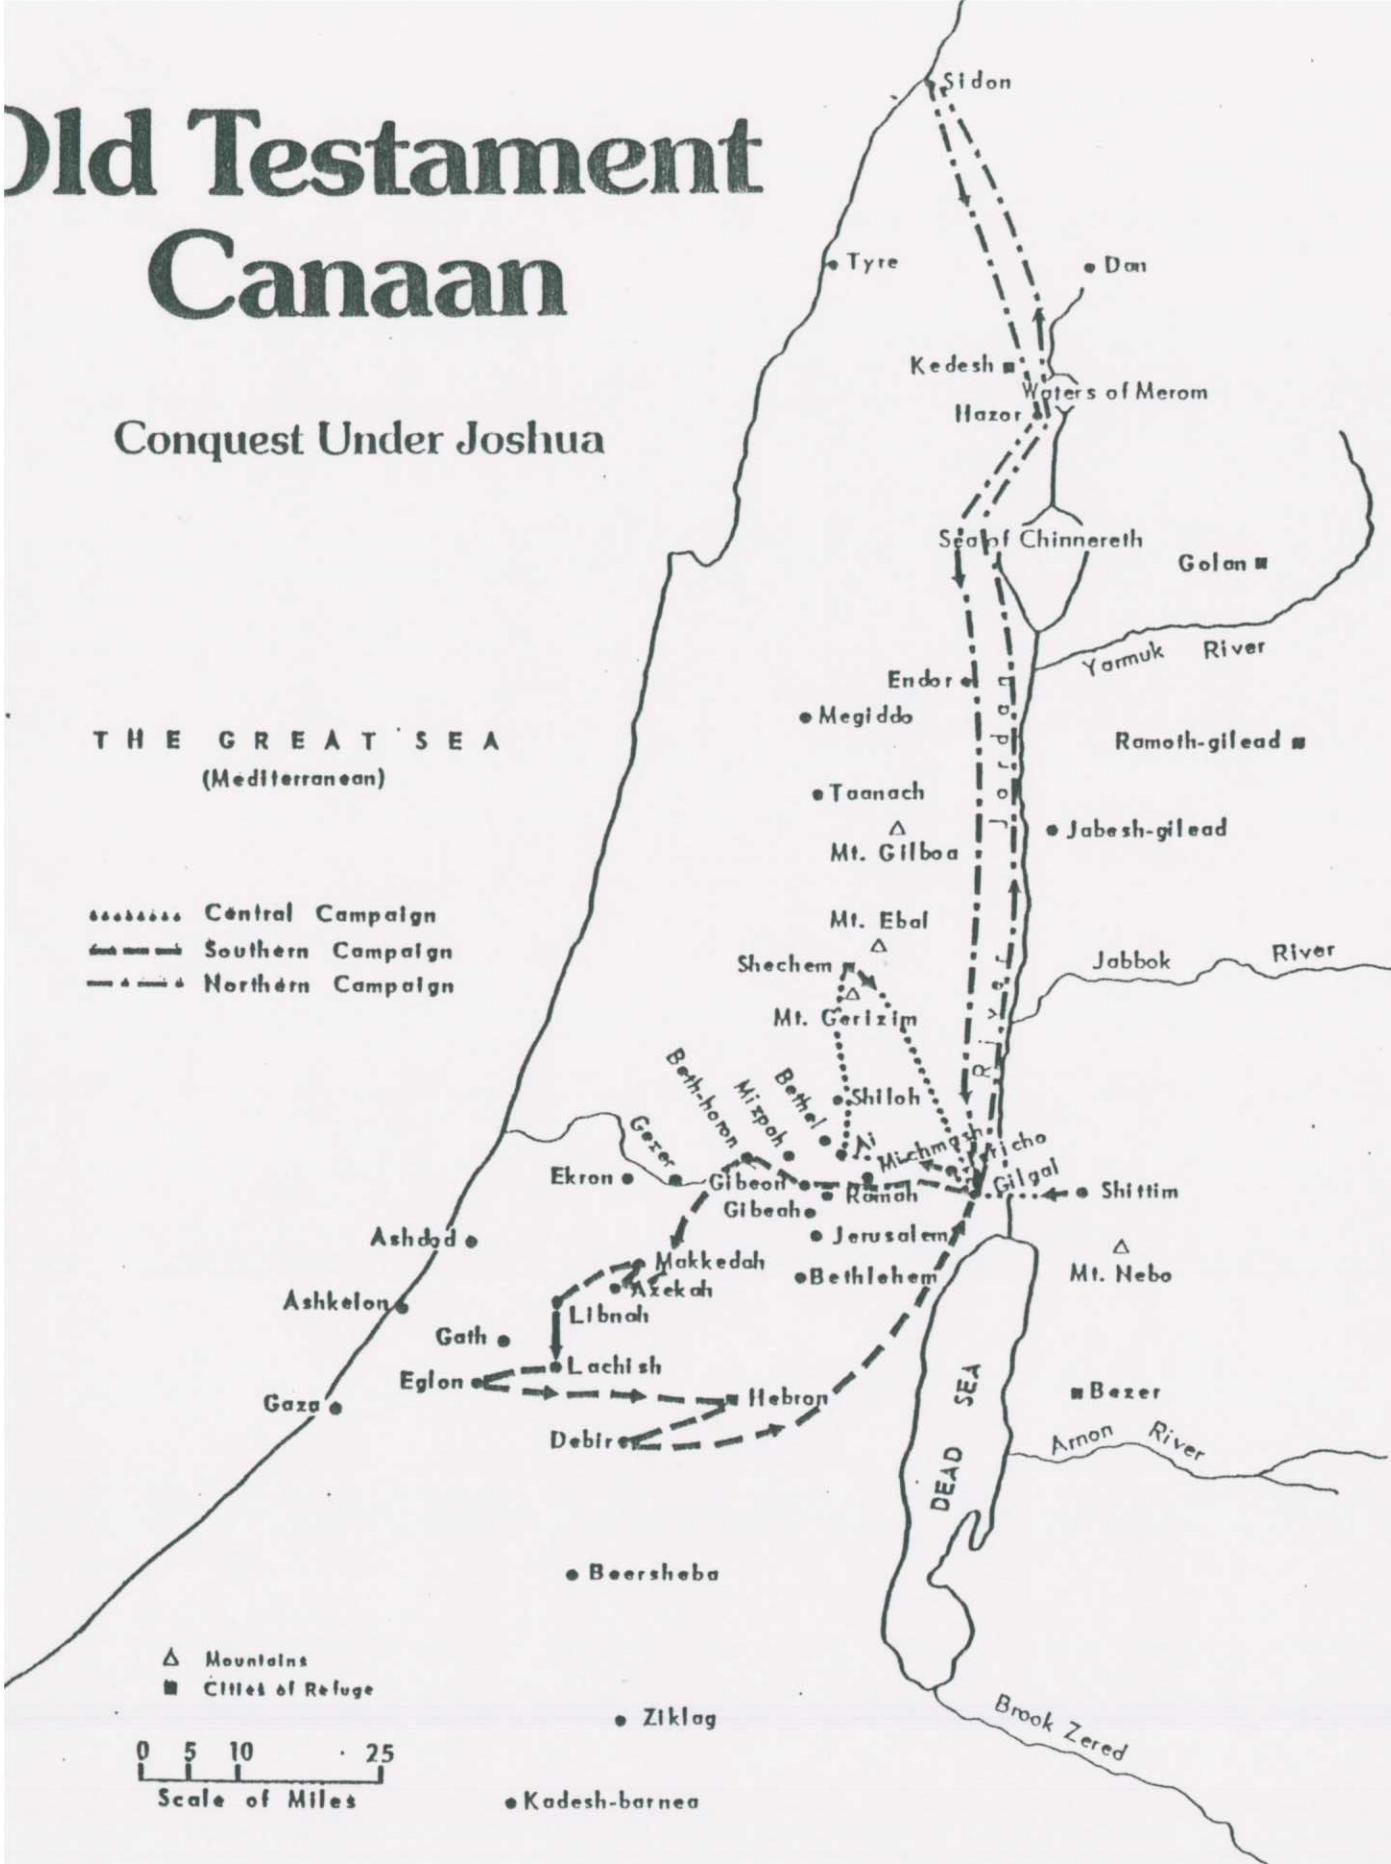 Old Testament
Canaan
Conquest Under Joshua
Sidon
Tyre
Dan
Kedesh
Waters of Merom
Hazor
Sea of Chinnereth
Golan
Yarmuk River
Endor
Megiddo
THE GREAT SEA
(Mediterranean)
Ramoth-gilead
Taanach
Jabesh-gilead
Mt. Gilboa
Jordan River
Central Campaign
Southern Campaign
Northern Campaign
Mt. Ebal
Shechem
Jabbok River
Mt. Gerizim
Beth-horon
Mizpah
Bethel
Shiloh
Gezer
Ai
Michmash
Jericho
Ekron
Gibeon
Ramah
Gilgal
Shittim
Gibeah
Ashdod
Jerusalem
Makkedah
Bethlehem
Mt. Nebo
Azekah
Ashkelon
Libnah
Gath
Lachish
Eglon
Hebron
Bezer
Gaza
Debir
Arnon River
DEAD SEA
Beersheba
Mountains
Cities of Refuge
Ziklag
Brook Zered
0 5 10 25
Scale of Miles
Kadesh-barnea